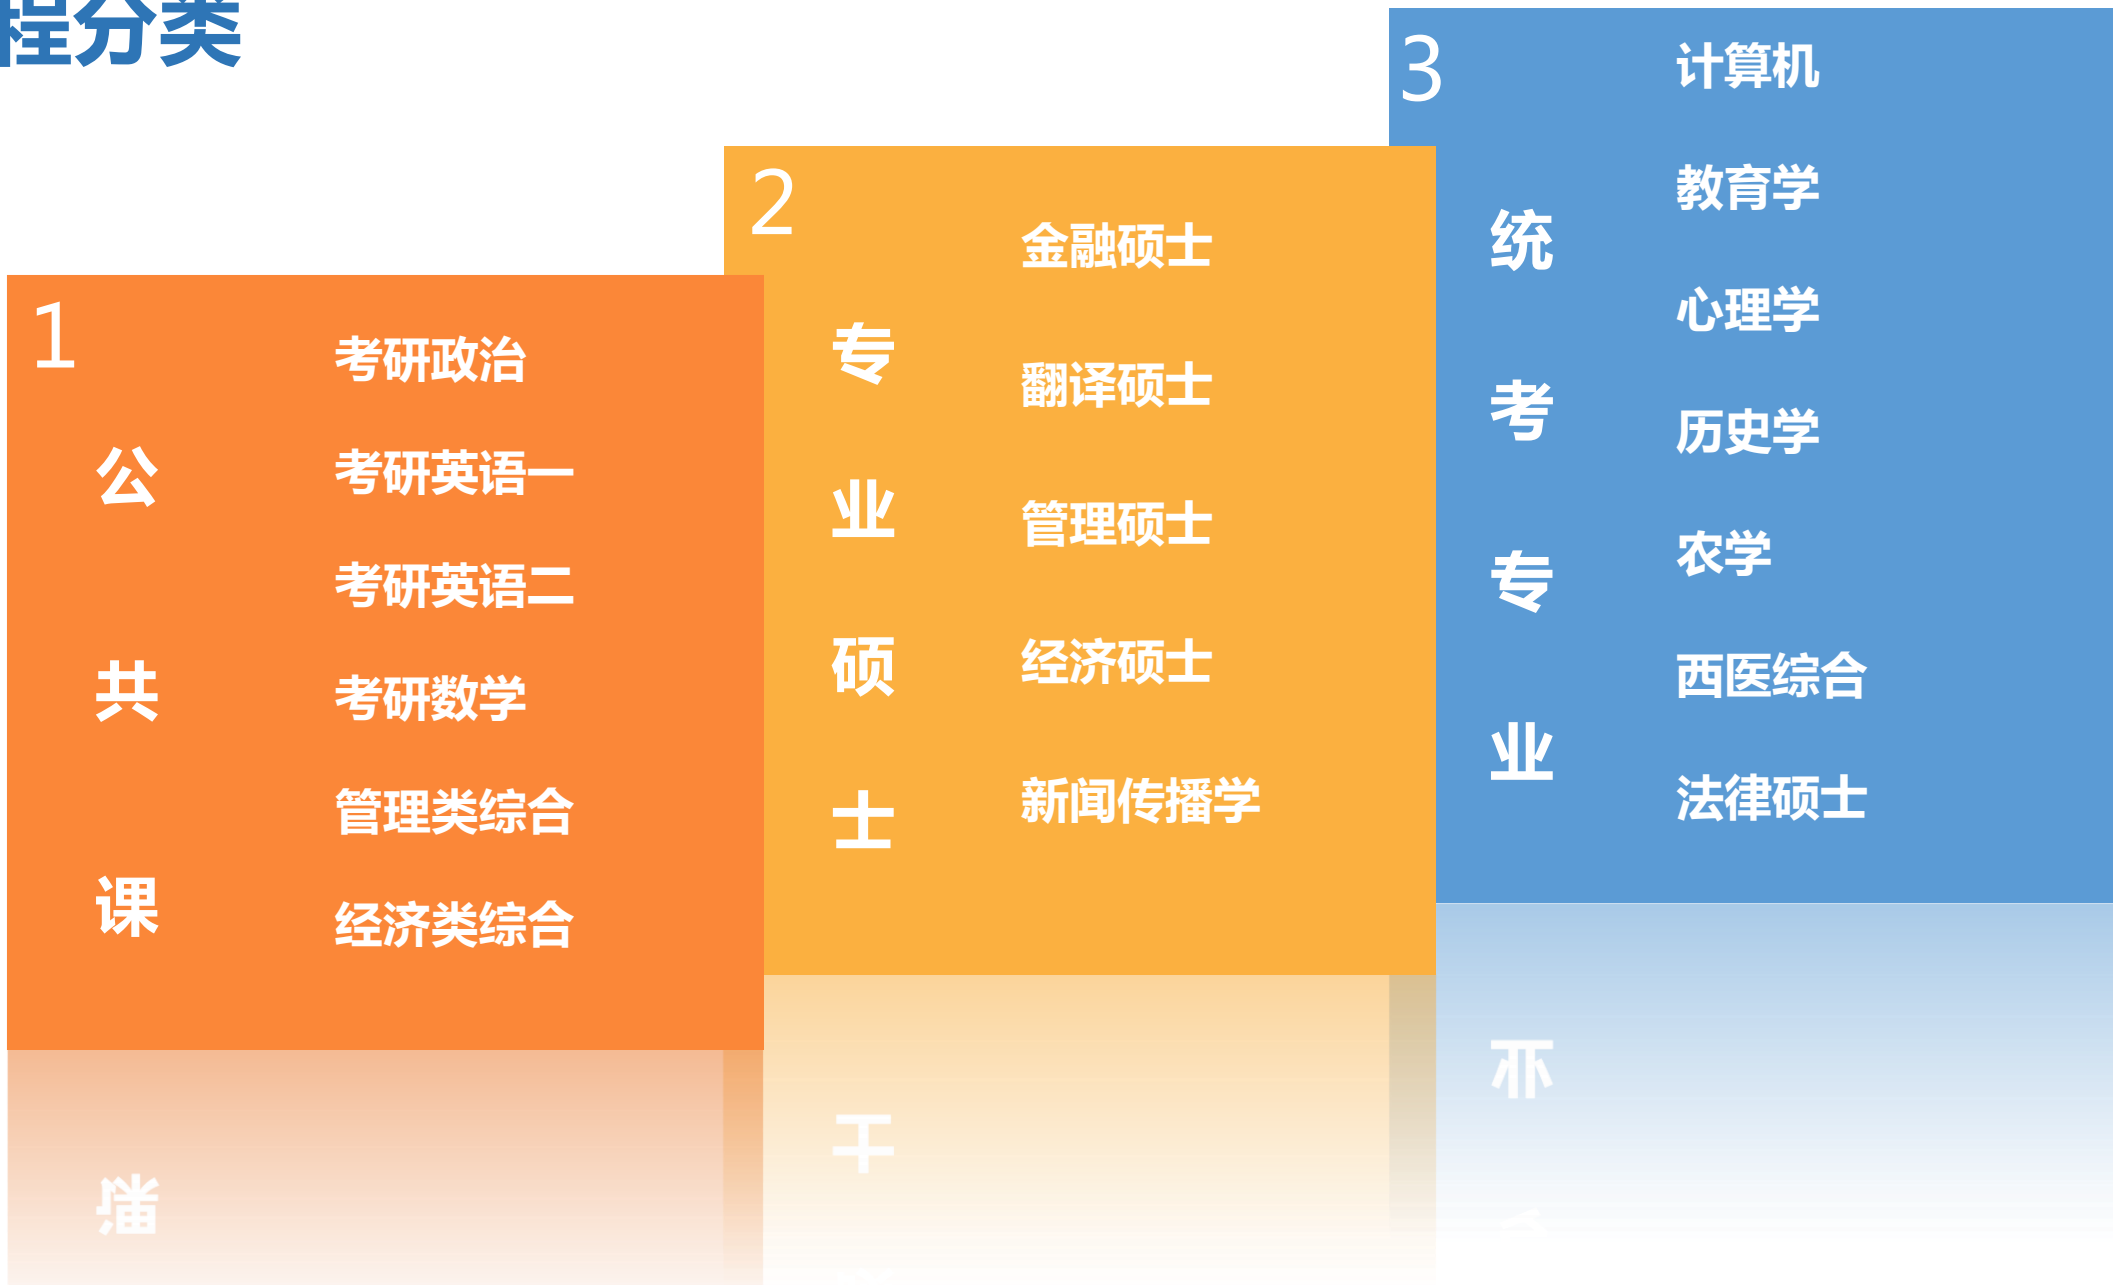 程分类
1
公共课
考研政治
考研英语一
考研英语二
考研数学
管理类综合
经济类综合
2
专业硕士
金融硕士
翻译硕士
管理硕士
经济硕士
新闻传播学
3
统考专业
计算机
教育学
心理学
历史学
农学
西医综合
法律硕士